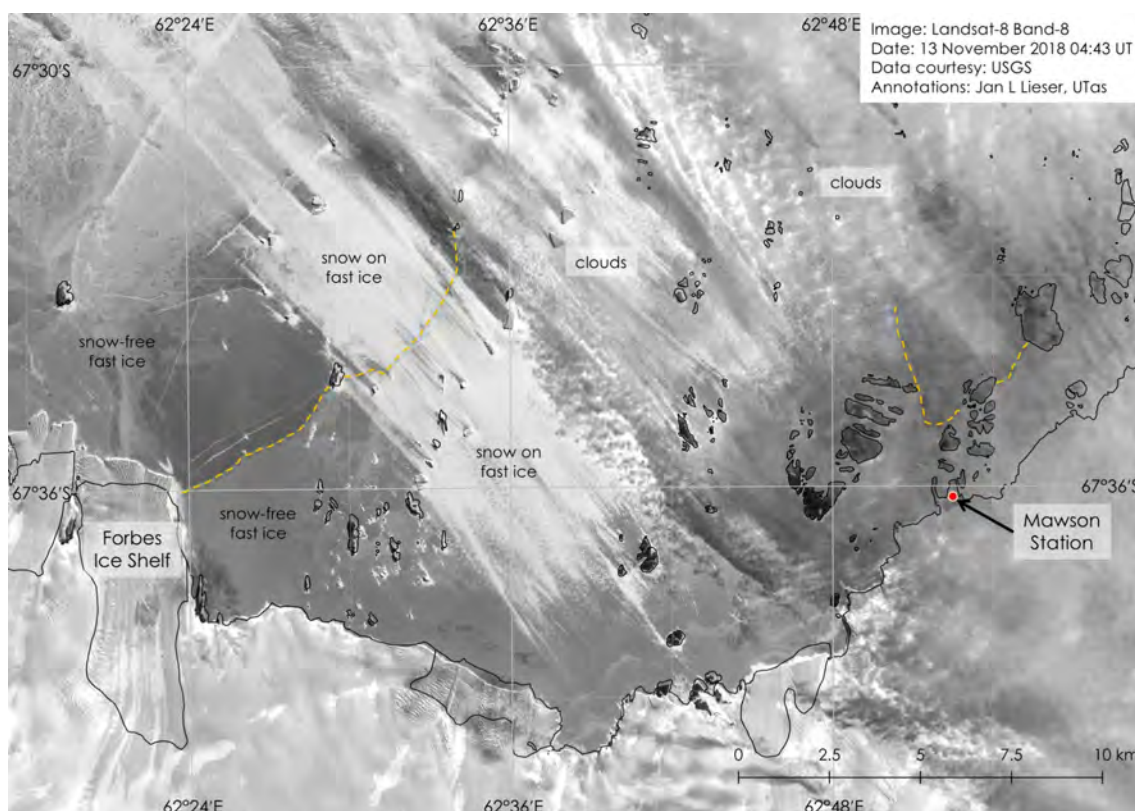 62°24'E
62°36'E
62°48'E
Image: Landsat-8 Band-8
Date: 13 November 2018 04:43 UT
Data courtesy: USGS
Annotations: Jan L Lieser, UTas
67°30'S
clouds
snow on
fast ice
clouds
snow-free
fast ice
snow on
fast ice
67°36'S
67°36'S
snow-free
fast ice
Forbes
Ice Shelf
Mawson
Station
0
2.5
5
7.5
10 km
62°24'E
62°36'E
62°48'E